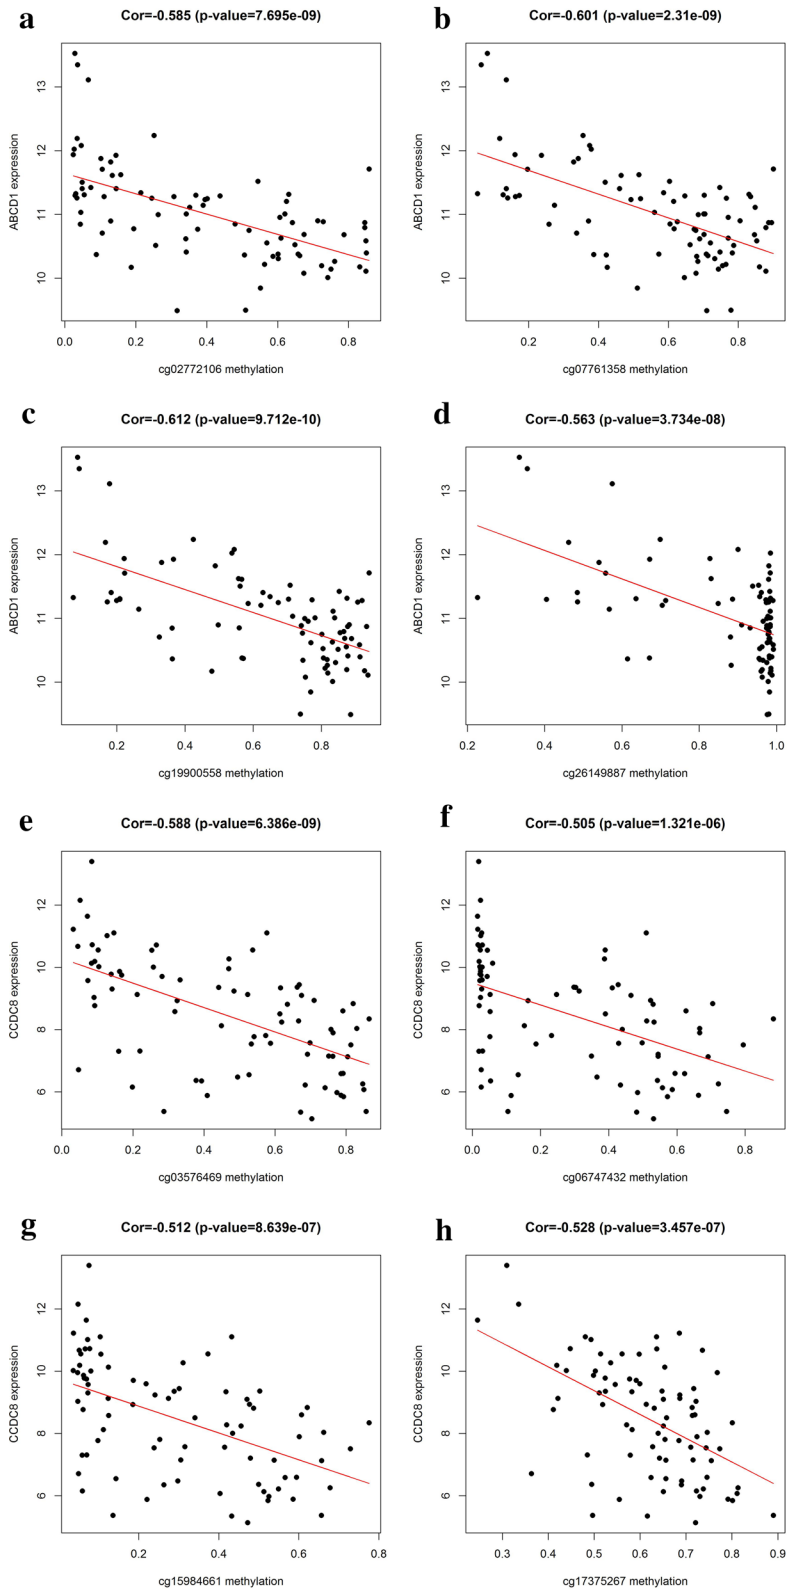 a
Cor=-0.585 (p-value=7.695e-09)
ABCD1 expression
13
12
11
10
0.0 0.2 0.4 0.6 0.8
cg02772106 methylation
b
Cor=-0.601 (p-value=2.31e-09)
ABCD1 expression
13
12
11
10
0.0 0.2 0.4 0.6 0.8
cg07761358 methylation
c
Cor=-0.612 (p-value=9.712e-10)
ABCD1 expression
13
12
11
10
0.2 0.4 0.6 0.8
cg19900558 methylation
d
Cor=-0.563 (p-value=3.734e-08)
ABCD1 expression
13
12
11
10
0.2 0.4 0.6 0.8 1.0
cg26149887 methylation
e
Cor=-0.588 (p-value=6.386e-09)
CCDC8 expression
12
10
8
6
0.0 0.2 0.4 0.6 0.8
cg03576469 methylation
f
Cor=-0.505 (p-value=1.321e-06)
CCDC8 expression
12
10
8
6
0.0 0.2 0.4 0.6 0.8
cg06747432 methylation
g
Cor=-0.512 (p-value=8.639e-07)
CCDC8 expression
12
10
8
6
0.2 0.4 0.6 0.8
cg15984661 methylation
h
Cor=-0.528 (p-value=3.457e-07)
CCDC8 expression
12
10
8
6
0.3 0.4 0.5 0.6 0.7 0.8 0.9
cg17375267 methylation